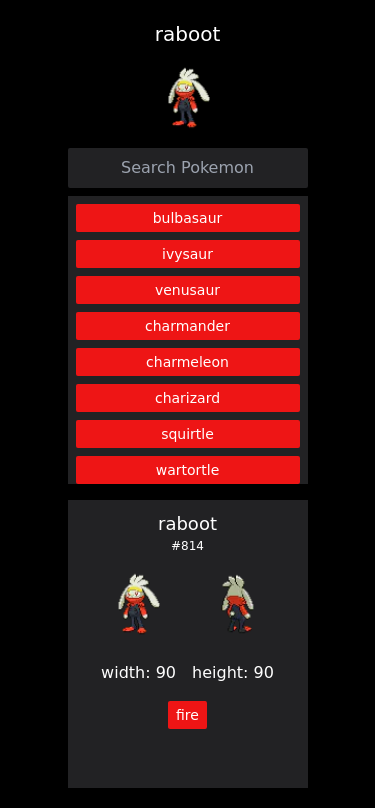 raboot
Search Pokemon
bulbasaur
ivysaur
venusaur
charmander
charmeleon
charizard
squirtle
wartortle
raboot
#814
width: 90 height: 90
fire